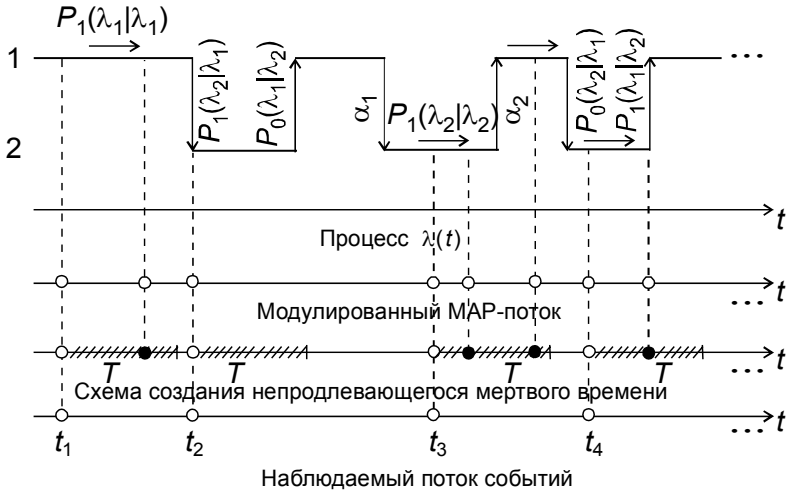 P₁(λ₁|λ₁)
1
P₁(λ₂|λ₁)
P₀(λ₁|λ₂)
α₁
P₁(λ₂|λ₂)
α₂
P₀(λ₂|λ₁)
P₁(λ₁|λ₂)
...
2
t
Процесс λ(t)
t
Модулированный MAP-поток
...
t
T
T
T
T
...
Схема создания непродлевающегося мертвого времени
t
t₁
t₂
t₃
t₄
...
Наблюдаемый поток событий